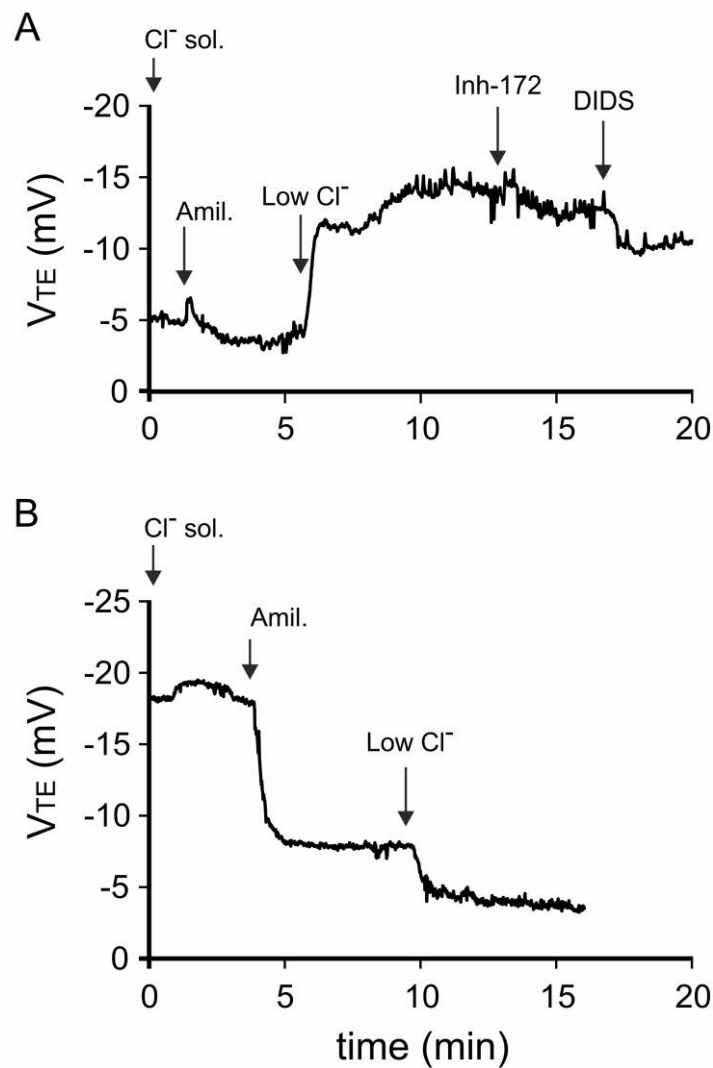 A
Cl⁻ sol.
Inh-172
DIDS
Amil.
Low Cl⁻
-20
-15
-10
-5
0
VTE (mV)
0 5 10 15 20
B
Cl⁻ sol.
Amil.
Low Cl⁻
-25
-20
-15
-10
-5
0
VTE (mV)
0 5 10 15 20
time (min)